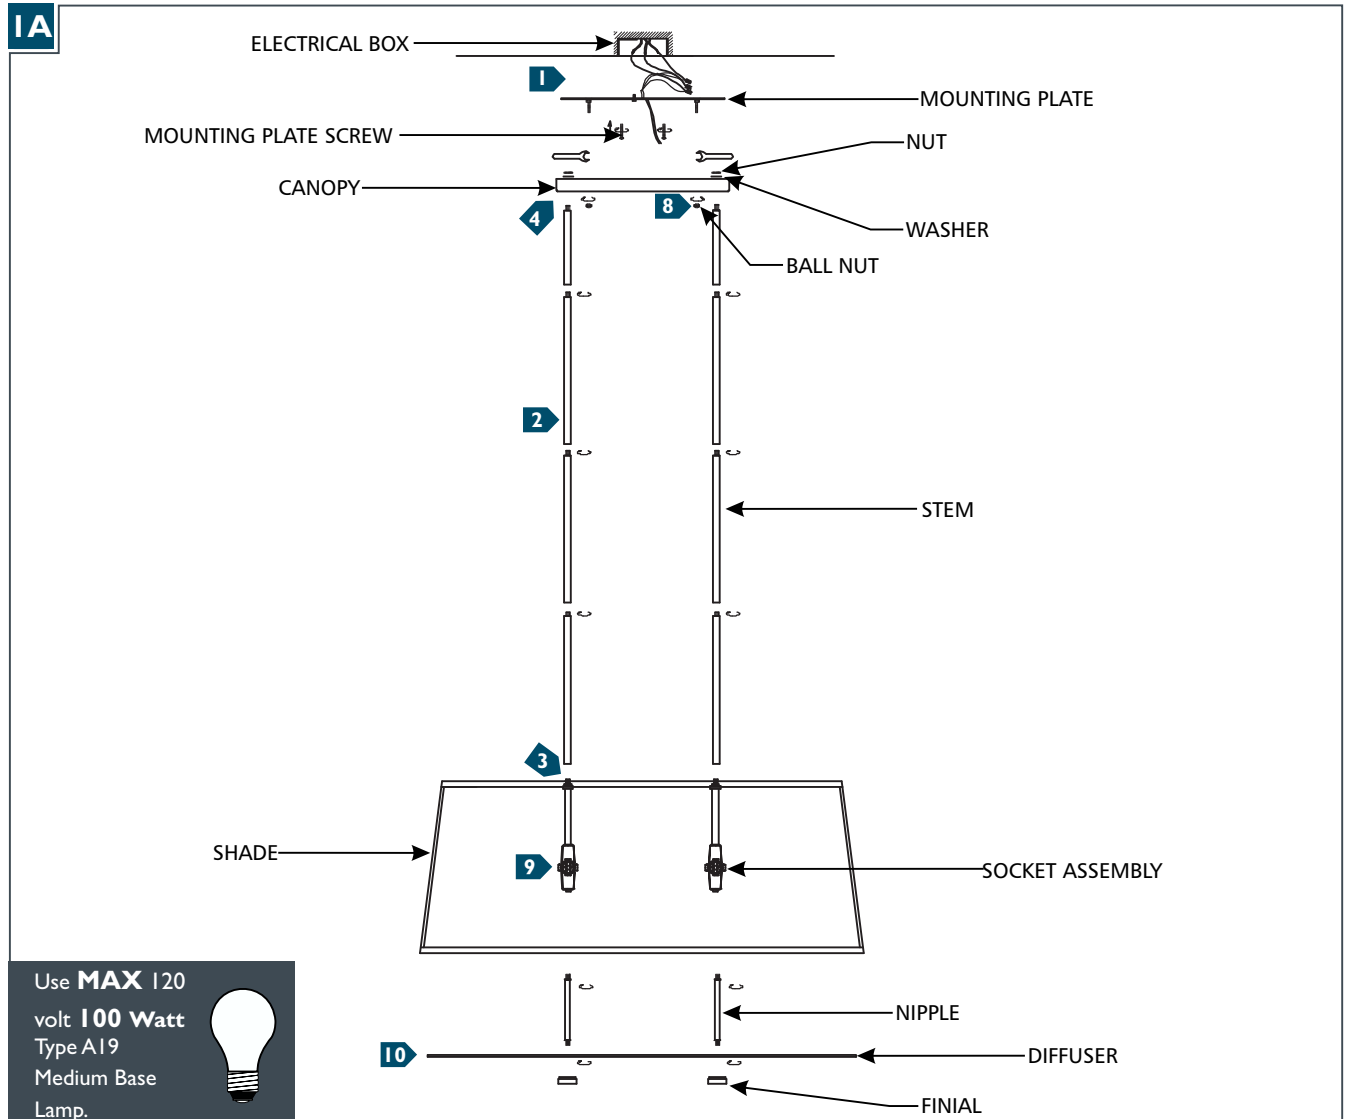 1A
ELECTRICAL BOX
1
MOUNTING PLATE
MOUNTING PLATE SCREW
NUT
CANOPY
4
8
WASHER
BALL NUT
2
STEM
3
SHADE
9
SOCKET ASSEMBLY
Use MAX 120
volt 100 Watt
Type A19
Medium Base
Lamp.
NIPPLE
10
DIFFUSER
FINIAL